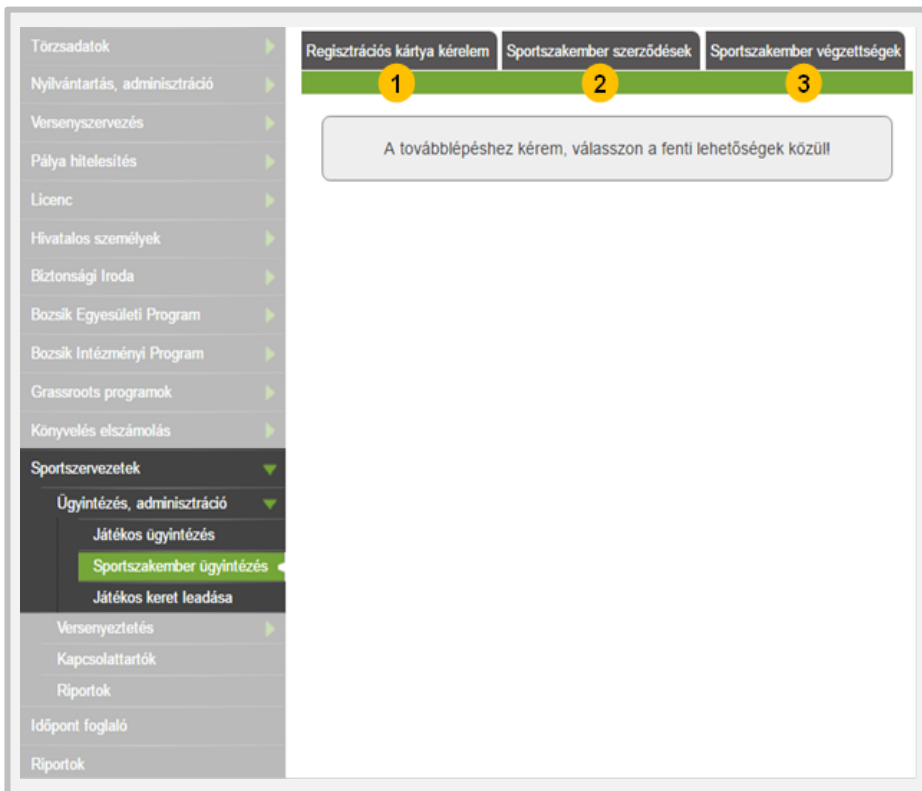 Törzsadatok
Nyilvántartás, adminisztráció
Versenyszervezés
Pálya hitelesítés
Licenc
Hivatalos személyek
Biztonsági Iroda
Bozsik Egyesületi Program
Bozsik Intézményi Program
Grassroots programok
Könyvelés elszámolás
Sportszervezetek
Ügyintézés, adminisztráció
Játékos ügyintézés
Sportszakember ügyintézés
Játékos keret leadása
Versenyeztetés
Kapcsolattartók
Riportok
Időpont foglaló
Riportok
Regisztrációs kártya kérelem Sportszakember szerződések Sportszakember végzettségek
1 2 3
A továbblépéshez kérem, válasszon a fenti lehetőségek közül!